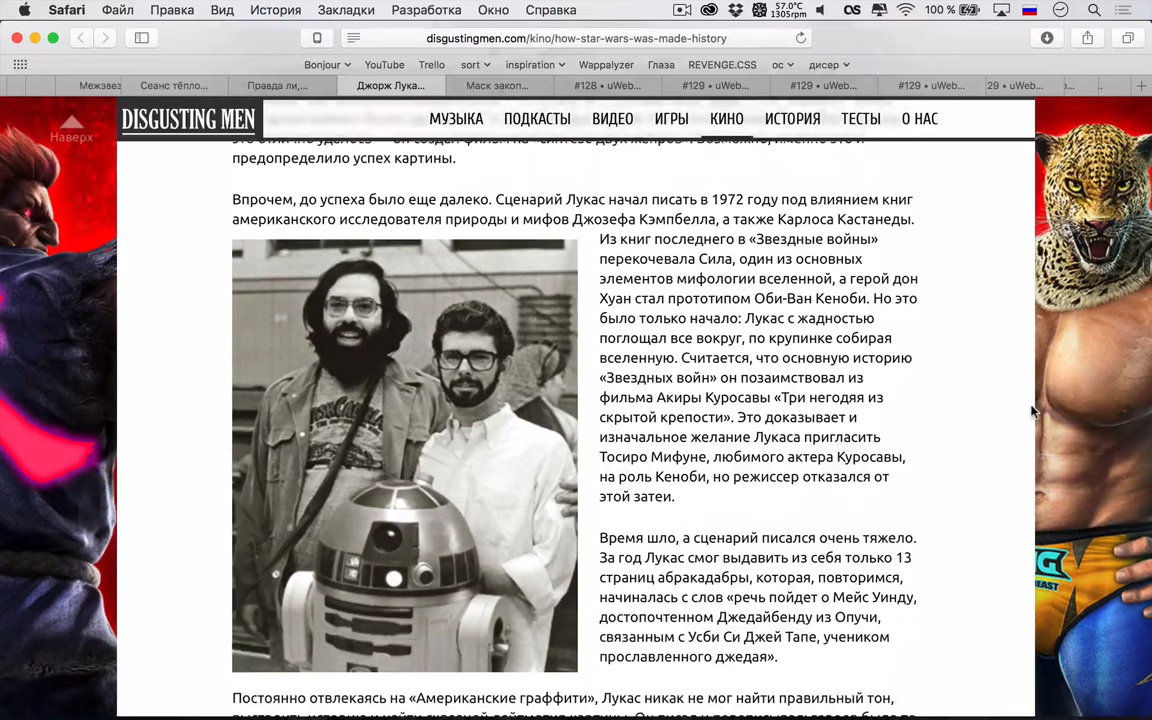 Safari Файл Правка Вид История Закладки Разработка Окно Справка 57.0°C 1305rpm 100 %
disgustingmen.com/kino/how-star-wars-was-made-history
Bonjour YouTube Trello sort inspiration Wappalyzer Глаза REVENGE.CSS ос дисер
Межзвез Сеанс тёпло... Правда ли,... Джорж Лука... Маск закоп... #128 • uWeb... #129 • uWeb... #129 • uWeb... #129 • uWeb... 29 • uWeb...
Наверх
DISGUSTING MEN МУЗЫКА ПОДКАСТЫ ВИДЕО ИГРЫ КИНО ИСТОРИЯ ТЕСТЫ О НАС
предопределило успех картины.
Впрочем, до успеха было еще далеко. Сценарий Лукас начал писать в 1972 году под влиянием книг
американского исследователя природы и мифов Джозефа Кэмпбелла, а также Карлоса Кастанеды.
Из книг последнего в «Звездные войны»
перекочевала Сила, один из основных
элементов мифологии вселенной, а герой дон
Хуан стал прототипом Оби-Ван Кеноби. Но это
было только начало: Лукас с жадностью
поглощал все вокруг, по крупинке собирая
вселенную. Считается, что основную историю
«Звездных войн» он позаимствовал из
фильма Акиры Куросавы «Три негодяя из
скрытой крепости». Это доказывает и
изначальное желание Лукаса пригласить
Тосиро Мифуне, любимого актера Куросавы,
на роль Кеноби, но режиссер отказался от
этой затеи.
Время шло, а сценарий писался очень тяжело.
За год Лукас смог выдавить из себя только 13
страниц абракадабры, которая, повторимся,
начиналась с слов «речь пойдет о Мейс Уинду,
достопочтенном Джедайбенду из Опучи,
связанным с Усби Си Джей Тапе, учеником
прославленного джедая».
Постоянно отвлекаясь на «Американские граффити», Лукас никак не мог найти правильный тон,